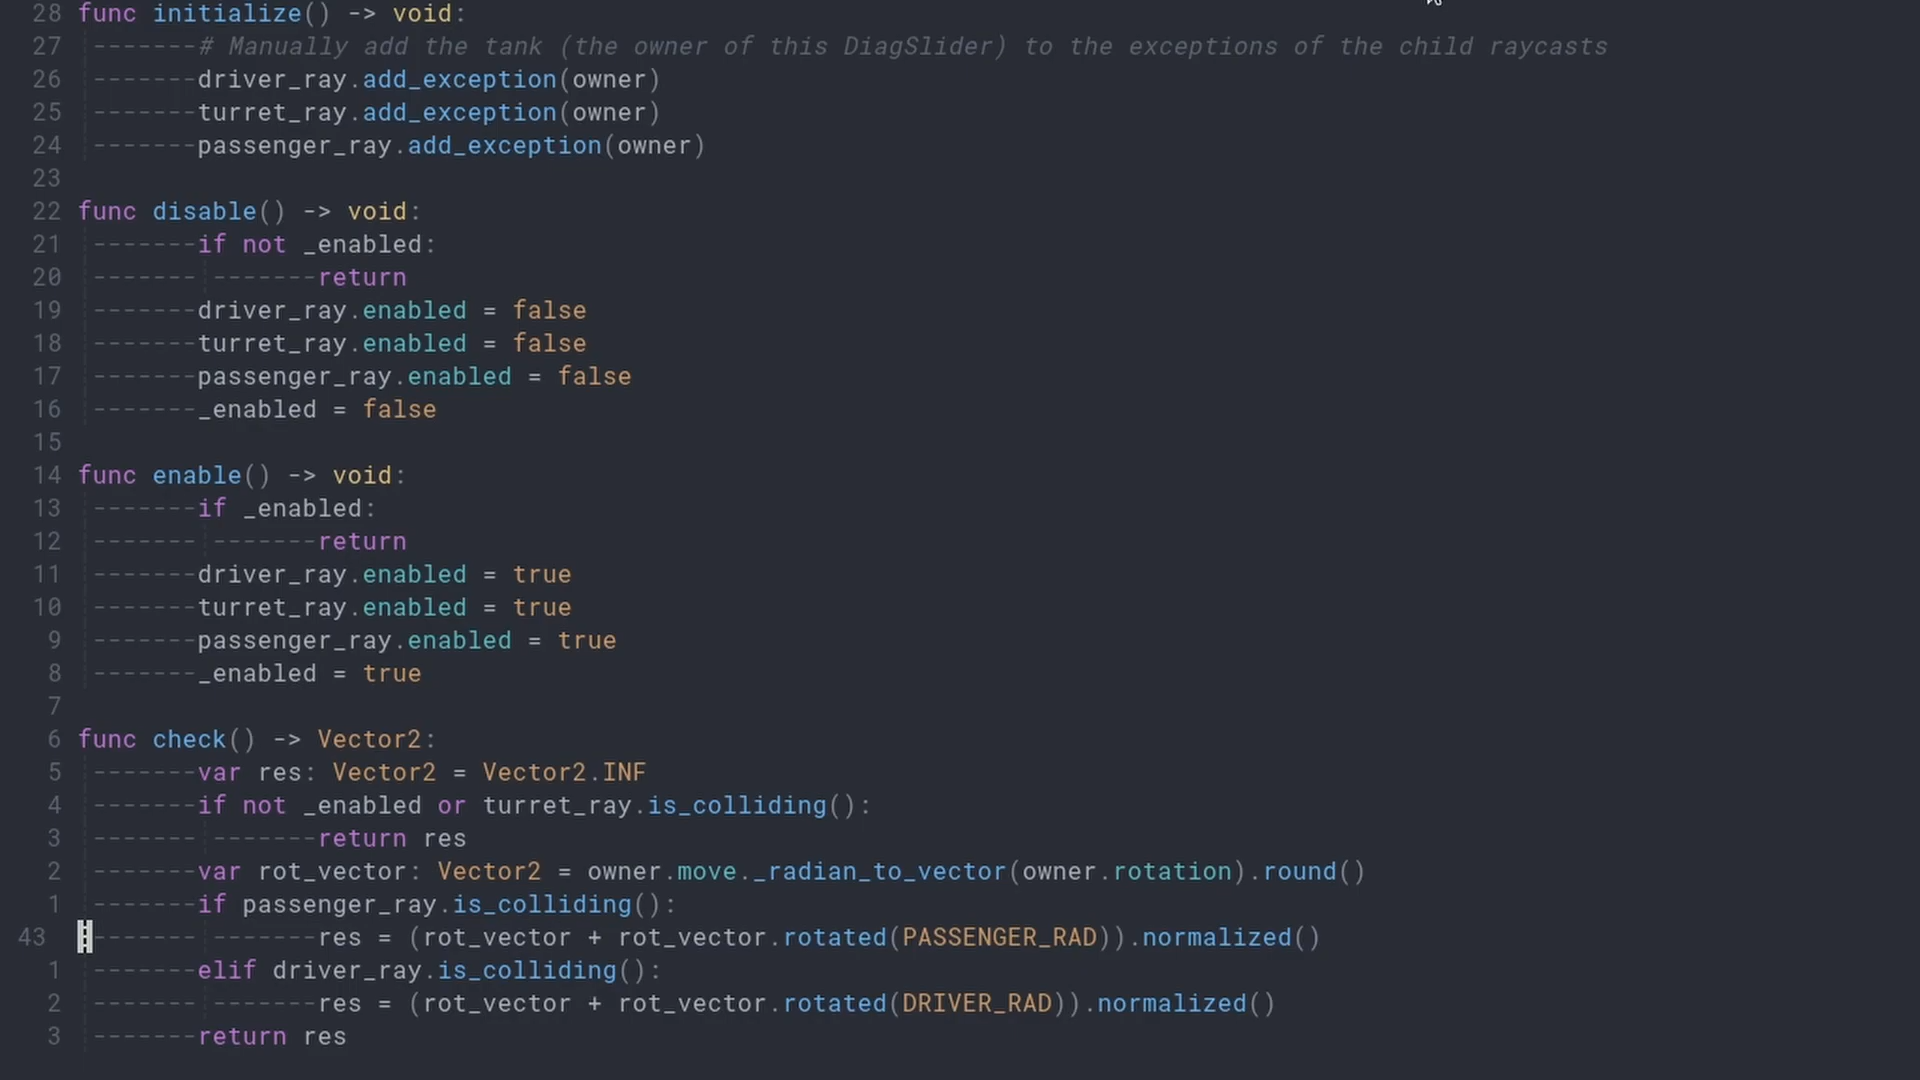 28 func initialize() -> void:
27 -------# Manually add the tank (the owner of this DiagSlider) to the exceptions of the child raycasts
26 -------driver_ray.add_exception(owner)
25 -------turret_ray.add_exception(owner)
24 -------passenger_ray.add_exception(owner)
23
22 func disable() -> void:
21 -------if not _enabled:
20 ------- -------return
19 -------driver_ray.enabled = false
18 -------turret_ray.enabled = false
17 -------passenger_ray.enabled = false
16 -------_enabled = false
15
14 func enable() -> void:
13 -------if _enabled:
12 ------- -------return
11 -------driver_ray.enabled = true
10 -------turret_ray.enabled = true
9 -------passenger_ray.enabled = true
8 -------_enabled = true
7
6 func check() -> Vector2:
5 -------var res: Vector2 = Vector2.INF
4 -------if not _enabled or turret_ray.is_colliding():
3 ------- -------return res
2 -------var rot_vector: Vector2 = owner.move._radian_to_vector(owner.rotation).round()
1 -------if passenger_ray.is_colliding():
43 ------- -------res = (rot_vector + rot_vector.rotated(PASSENGER_RAD)).normalized()
1 -------elif driver_ray.is_colliding():
2 ------- -------res = (rot_vector + rot_vector.rotated(DRIVER_RAD)).normalized()
3 -------return res